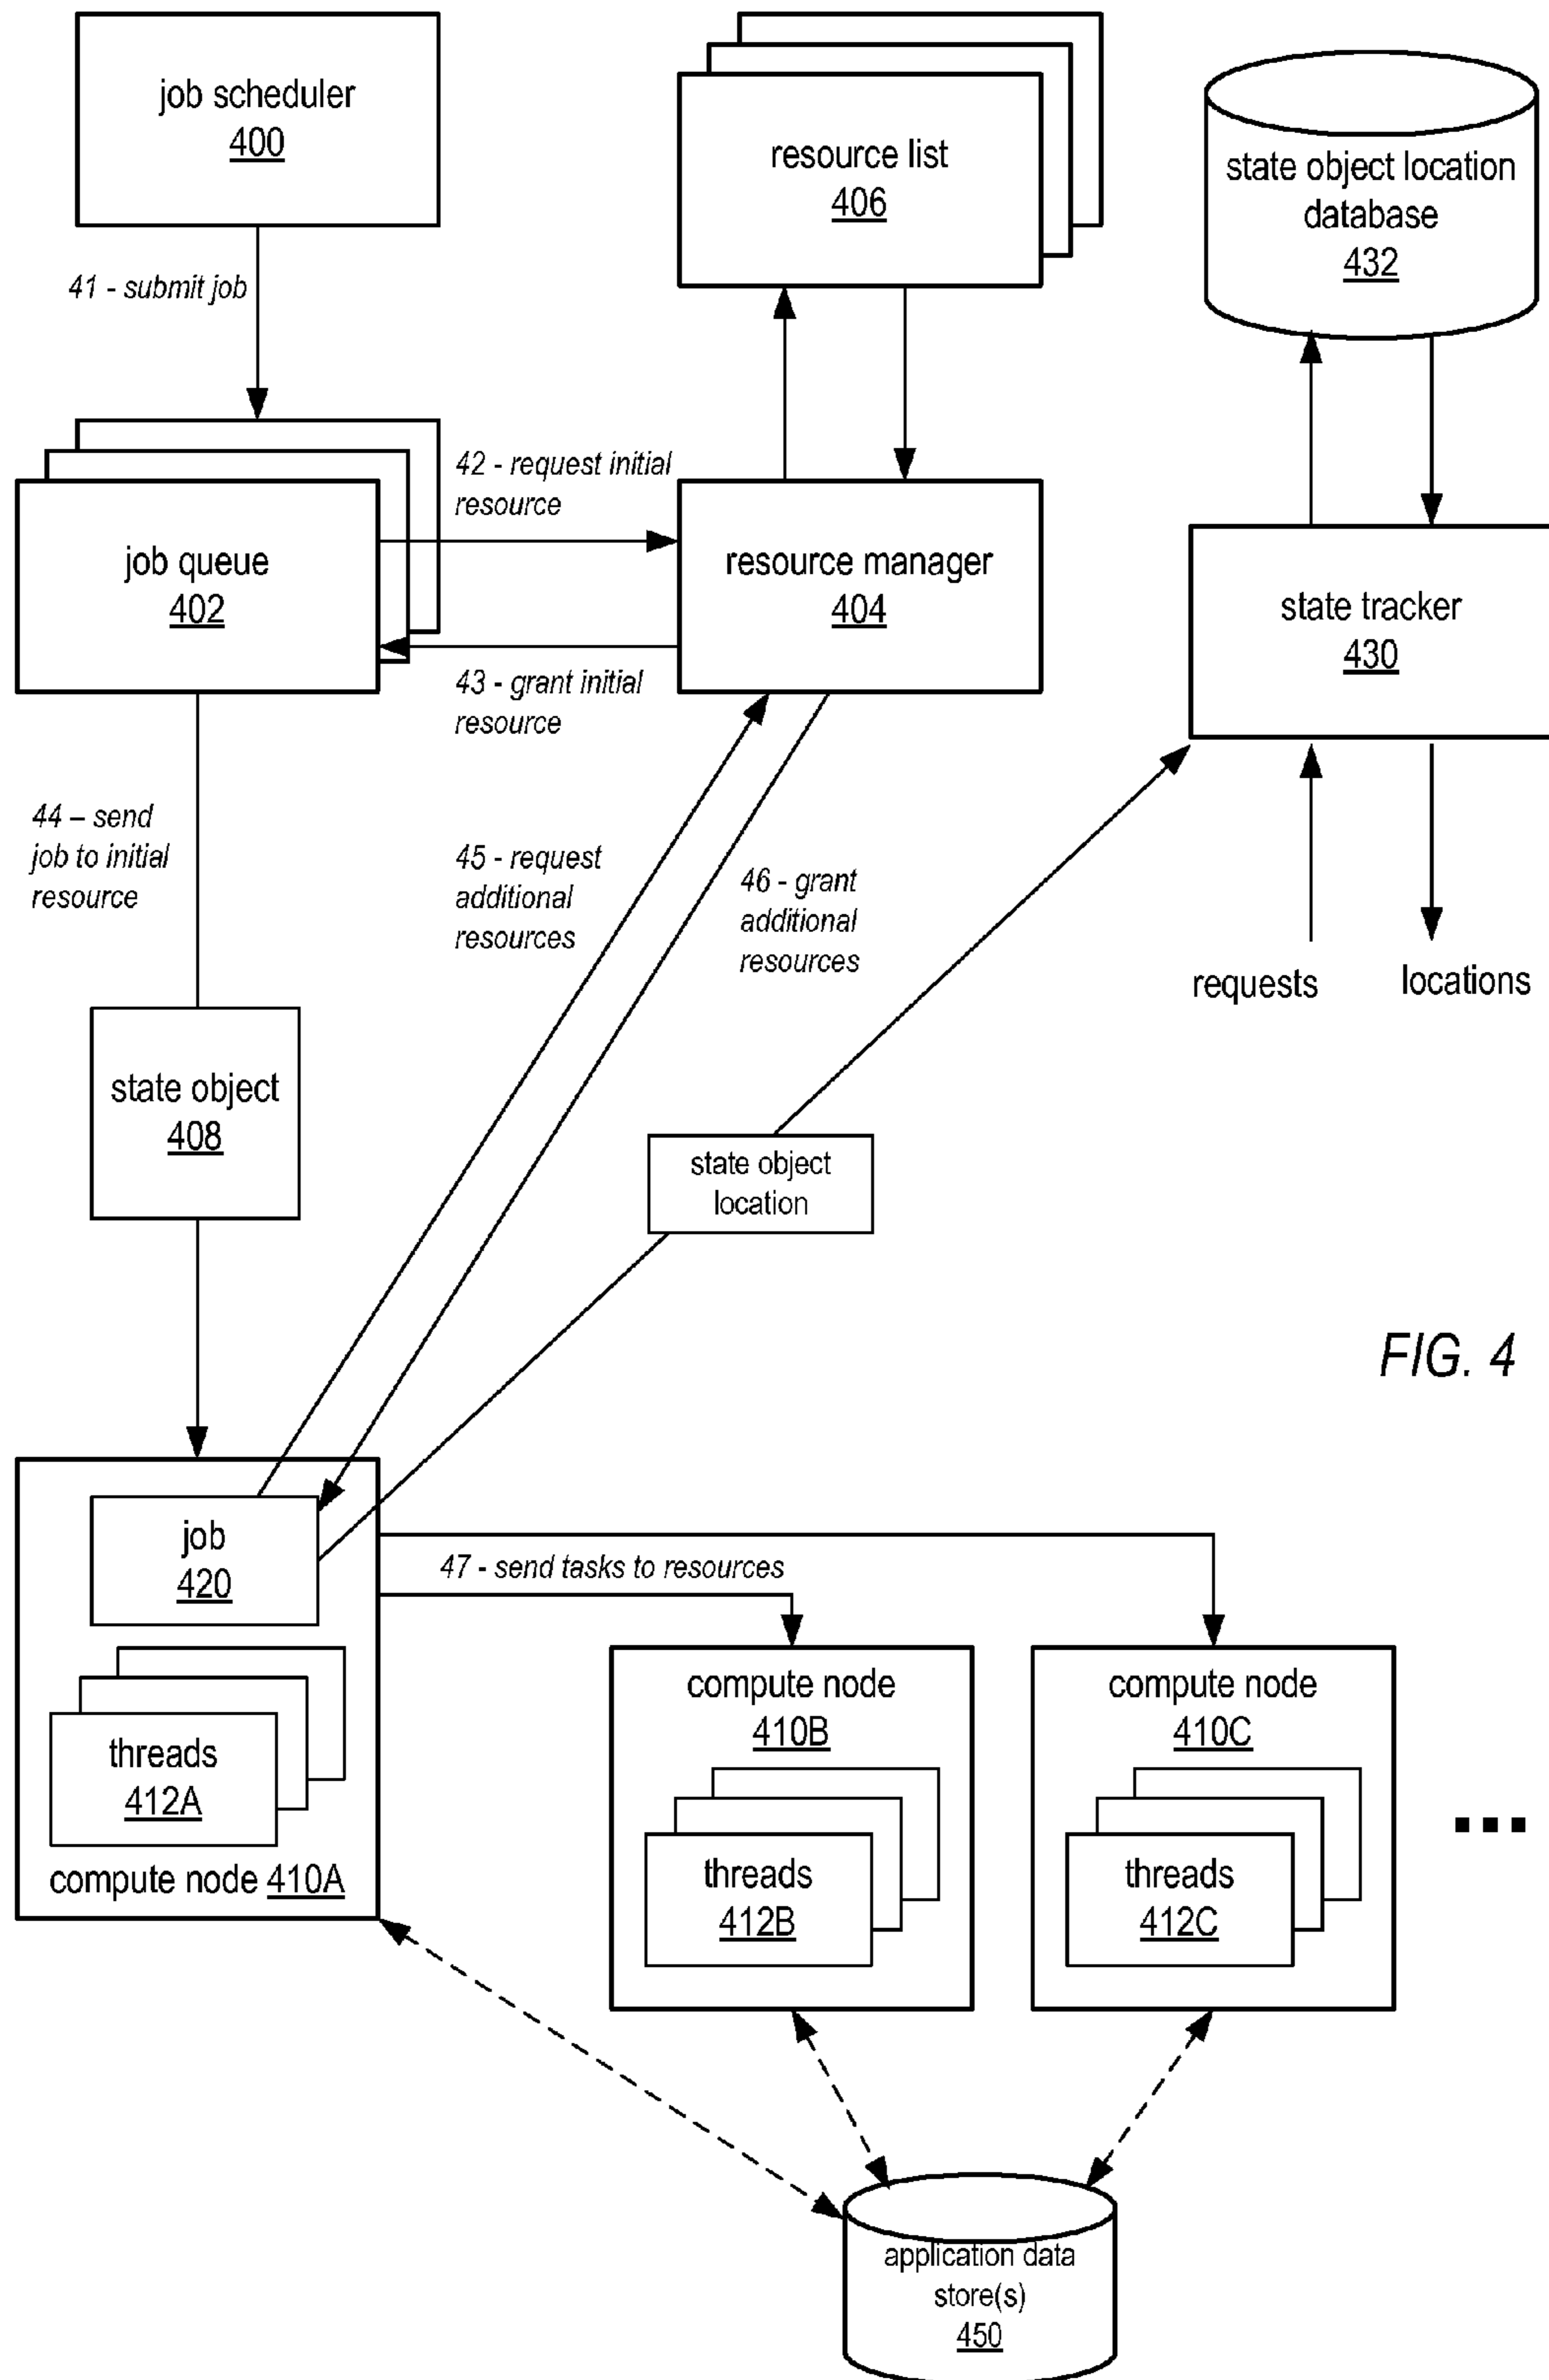 job scheduler
400
resource list
406
state object location
database
432
41 - submit job
42 - request initial
resource
job queue
402
resource manager
404
state tracker
430
43 - grant initial
resource
44 – send
job to initial
resource
45 - request
additional
resources
46 - grant
additional
resources
requests
locations
state object
408
state object
location
FIG. 4
job
420
47 - send tasks to resources
threads
412A
compute node 410A
compute node
410B
threads
412B
compute node
410C
threads
412C
application data
store(s)
450